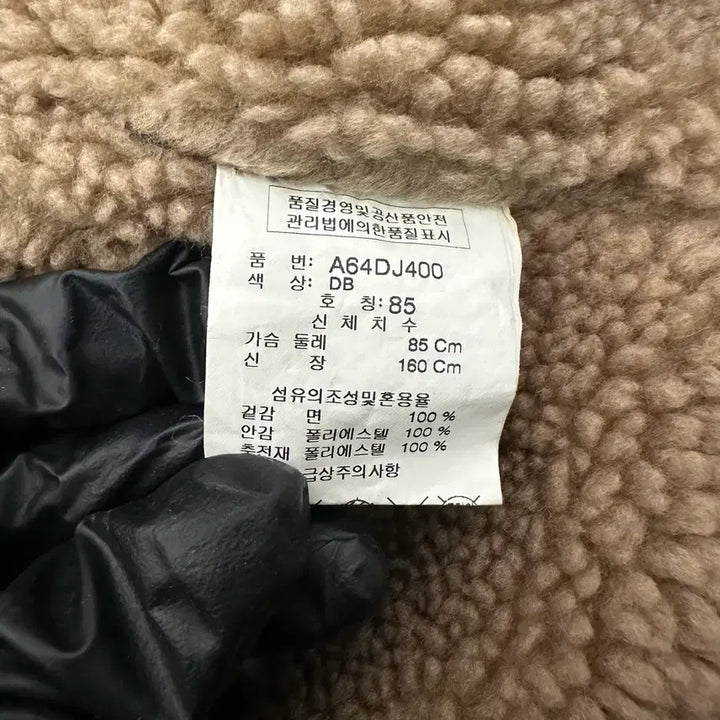 품질경영및공산품안전
관리법에의한품질표시
품 번: A64DJ400
색 상: DB
호 칭: 85
신 체 치 수
가슴 둘레 85 Cm
신 장 160 Cm
섬유의조성및혼용율
겉감 면 100 %
안감 폴리에스텔 100 %
충전재 폴리에스텔 100 %
급상주의사항